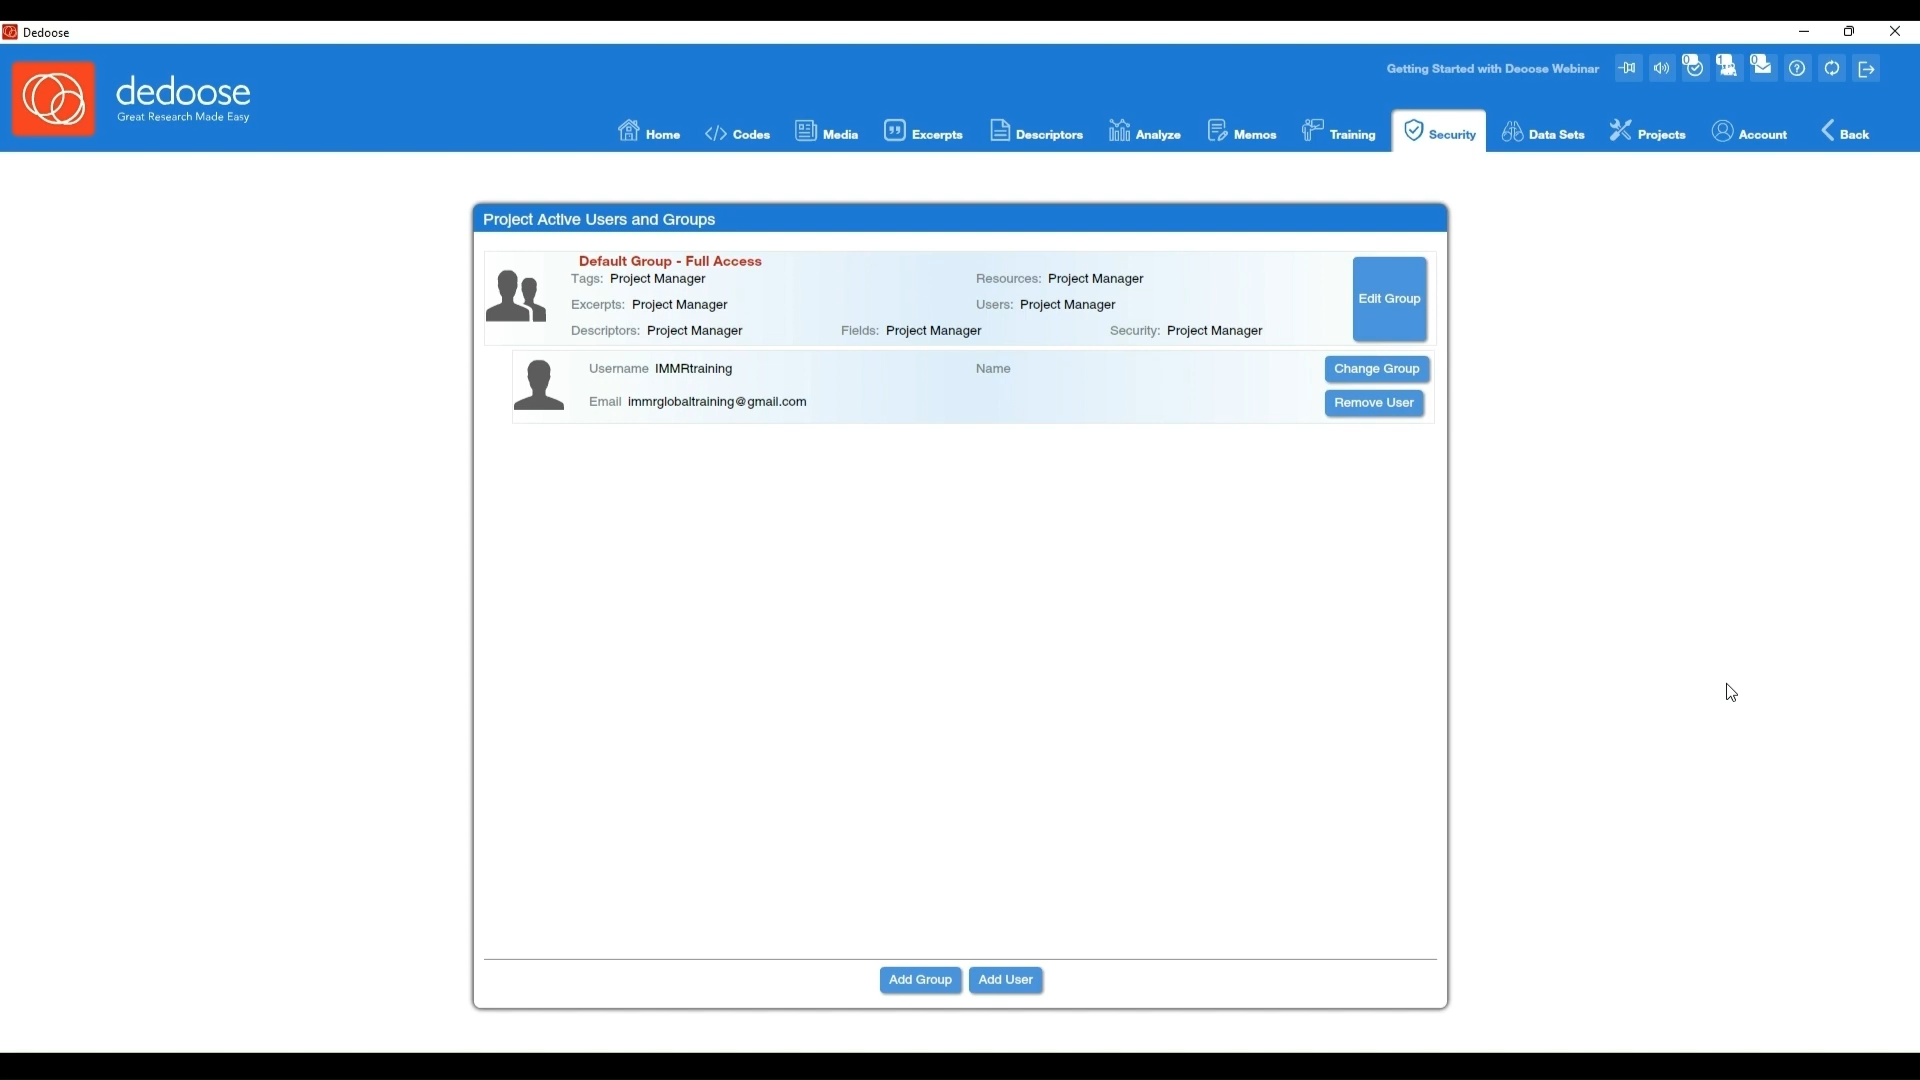 Dedoose
dedoose
Great Research Made Easy
Getting Started with Deoose Webinar
0 1 0
Home Codes Media Excerpts Descriptors Analyze Memos Training Security Data Sets Projects Account Back
Project Active Users and Groups
Default Group - Full Access
Tags: Project Manager Resources: Project Manager
Edit Group
Excerpts: Project Manager Users: Project Manager
Descriptors: Project Manager Fields: Project Manager Security: Project Manager
Username IMMRtraining Name Change Group
Email immrglobaltraining@gmail.com Remove User
Add Group Add User